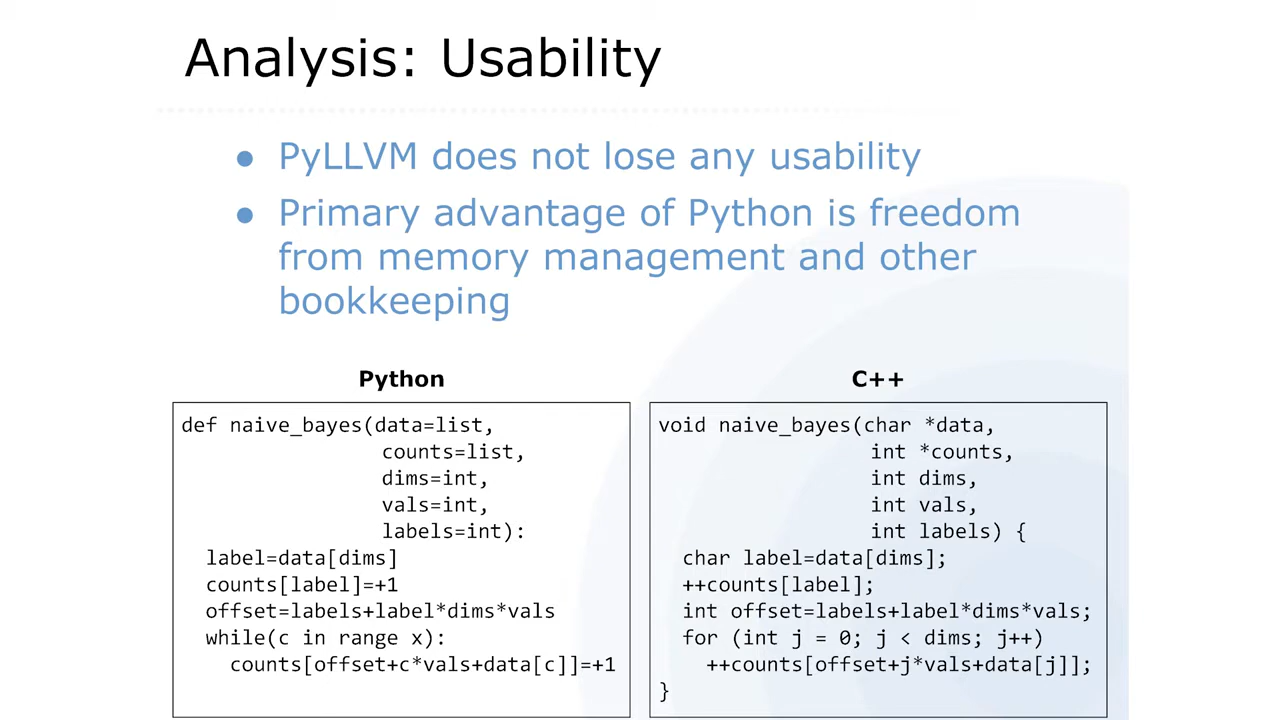 Analysis: Usability
● PyLLVM does not lose any usability
● Primary advantage of Python is freedom
from memory management and other
bookkeeping
Python
def naive_bayes(data=list,
counts=list,
dims=int,
vals=int,
labels=int):
label=data[dims]
counts[label]=+1
offset=labels+label*dims*vals
while(c in range x):
counts[offset+c*vals+data[c]]=+1
C++
void naive_bayes(char *data,
int *counts,
int dims,
int vals,
int labels) {
char label=data[dims];
++counts[label];
int offset=labels+label*dims*vals;
for (int j = 0; j < dims; j++)
++counts[offset+j*vals+data[j]];
}